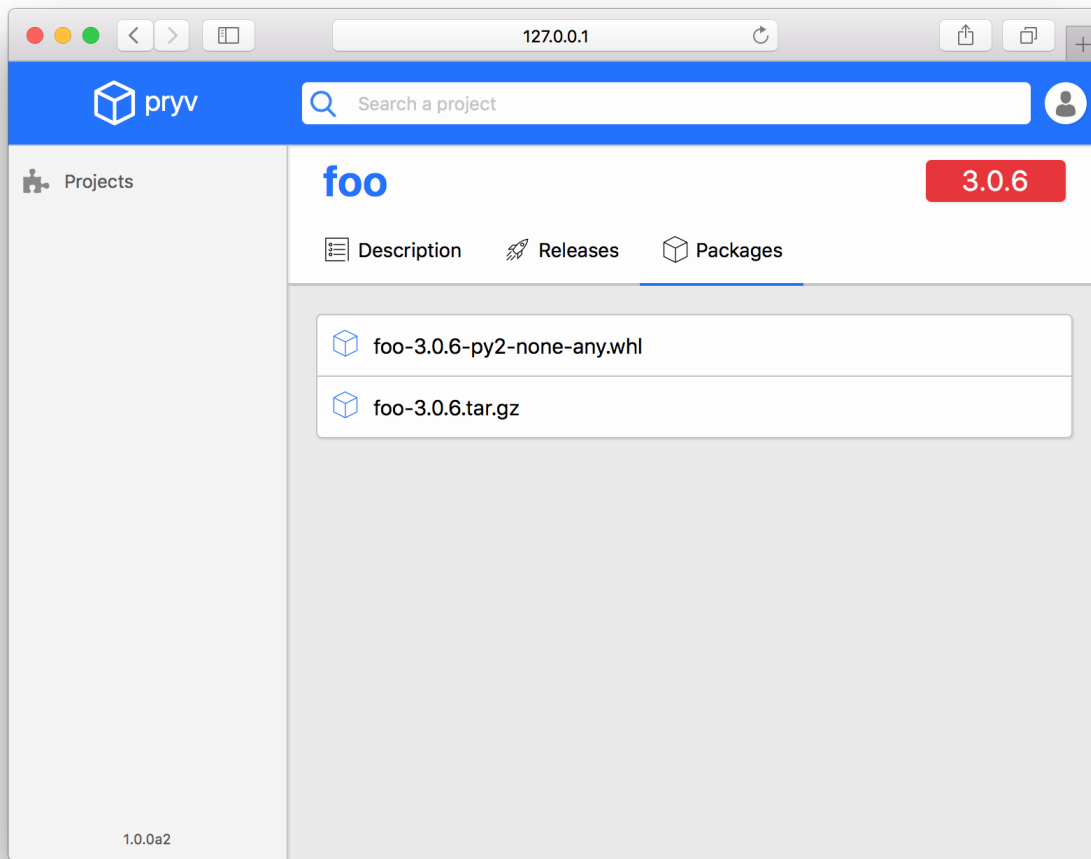 127.0.0.1
pryv
Search a project
Projects
foo
3.0.6
Description
Releases
Packages
foo-3.0.6-py2-none-any.whl
foo-3.0.6.tar.gz
1.0.0a2